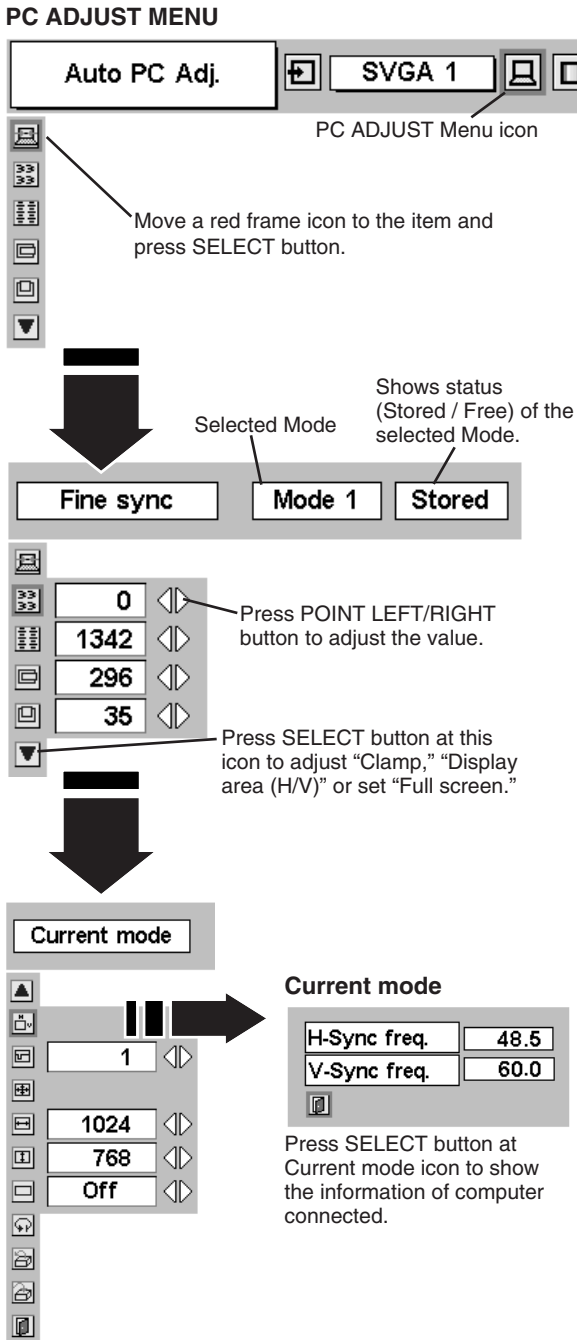 PC ADJUST MENU
Auto PC Adj.
SVGA 1
PC ADJUST Menu icon
Move a red frame icon to the item and
press SELECT button.
Shows status
(Stored / Free) of the
selected Mode.
Selected Mode
Fine sync
Mode 1
Stored
0
Press POINT LEFT/RIGHT
button to adjust the value.
1342
296
35
Press SELECT button at this
icon to adjust “Clamp,” “Display
area (H/V)” or set “Full screen.”
Current mode
Current mode
H-Sync freq. 48.5
V-Sync freq. 60.0
1
1024
768
Off
Press SELECT button at
Current mode icon to show
the information of computer
connected.